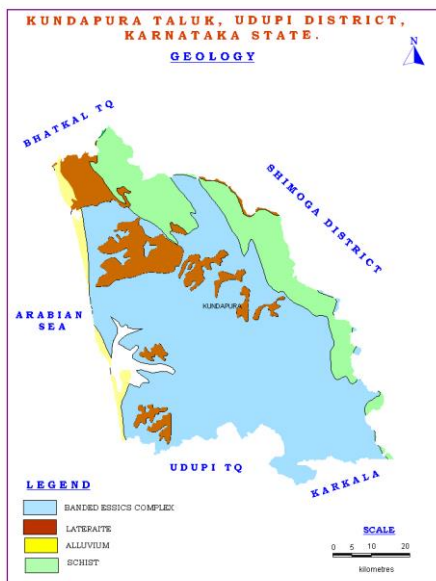 KUNDAPURA TALUK, UDUPI DISTRICT,
KARNATAKA STATE.
GEOLOGY
N
BHATKAL TQ
SHIMOGA DISTRICT
ARABIAN
SEA
KUNDAPURA
UDUPI TQ
KARKALA
LEGEND
BANDED ESSICS COMPLEX
LATERAITE
ALLUVIUM
SCHIST
SCALE
0 5 10 20
kilometres